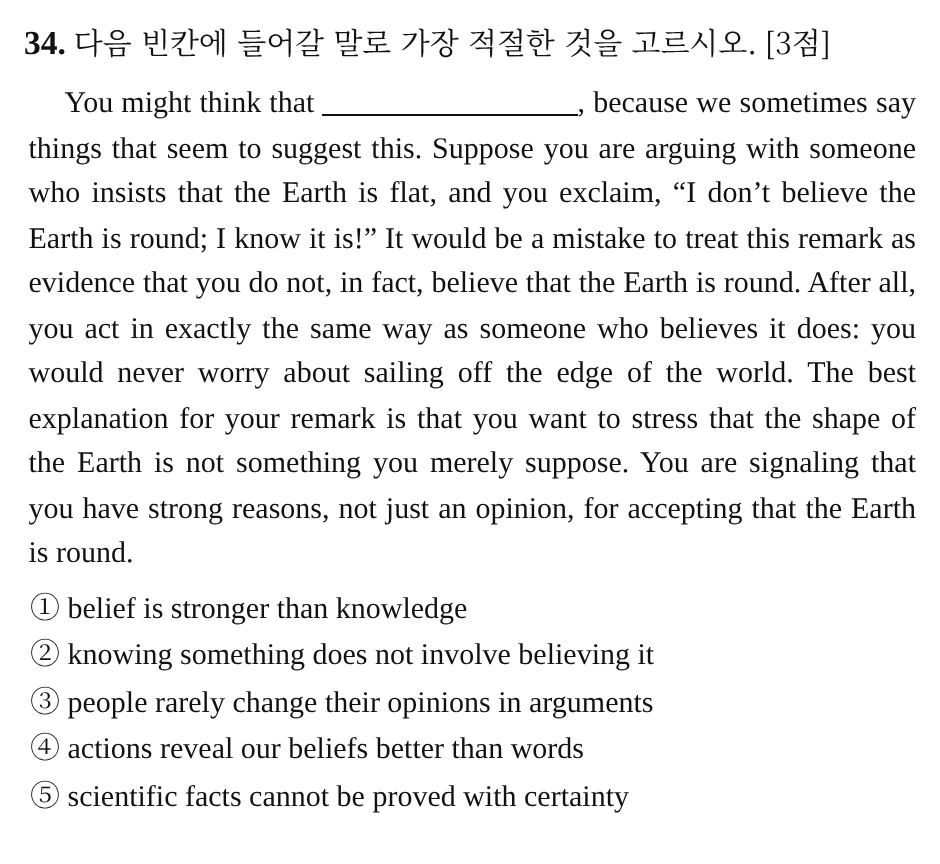 34. 다음 빈칸에 들어갈 말로 가장 적절한 것을 고르시오. [3점]
You might think that ________________, because we sometimes say
things that seem to suggest this. Suppose you are arguing with someone
who insists that the Earth is flat, and you exclaim, “I don’t believe the
Earth is round; I know it is!” It would be a mistake to treat this remark as
evidence that you do not, in fact, believe that the Earth is round. After all,
you act in exactly the same way as someone who believes it does: you
would never worry about sailing off the edge of the world. The best
explanation for your remark is that you want to stress that the shape of
the Earth is not something you merely suppose. You are signaling that
you have strong reasons, not just an opinion, for accepting that the Earth
is round.
① belief is stronger than knowledge
② knowing something does not involve believing it
③ people rarely change their opinions in arguments
④ actions reveal our beliefs better than words
⑤ scientific facts cannot be proved with certainty